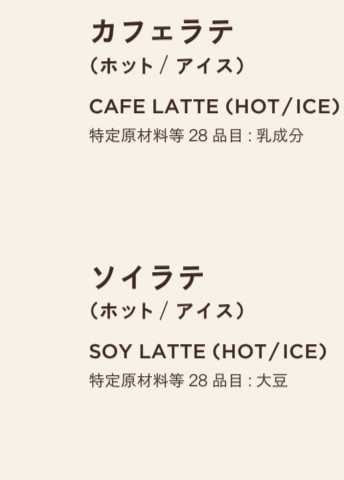 カフェラテ
（ホット / アイス）
CAFE LATTE (HOT/ICE)
特定原材料等 28 品目 : 乳成分
ソイラテ
（ホット / アイス）
SOY LATTE (HOT/ICE)
特定原材料等 28 品目 : 大豆